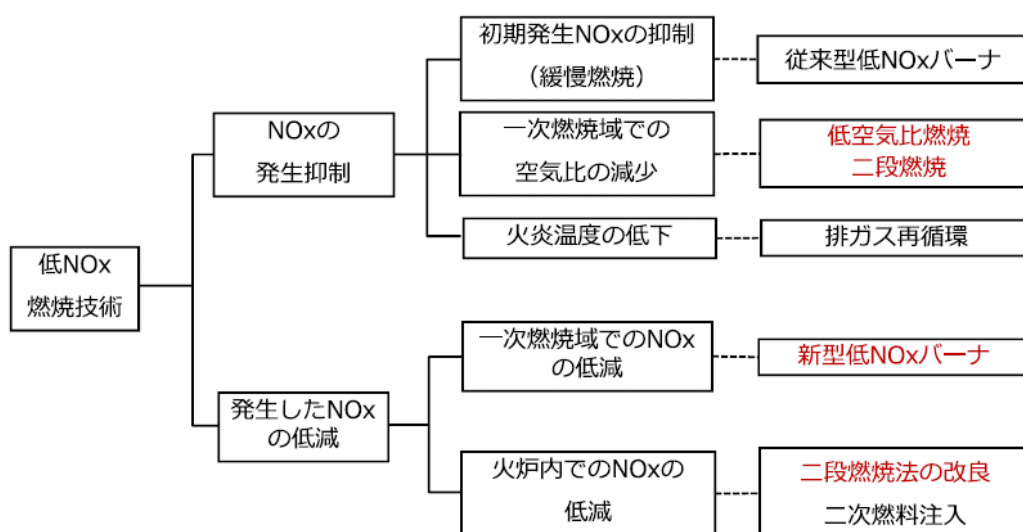 低NOx
燃焼技術
NOxの
発生抑制
初期発生NOxの抑制
（緩慢燃焼）
従来型低NOxバーナ
一次燃焼域での
空気比の減少
低空気比燃焼
二段燃焼
火炎温度の低下
排ガス再循環
発生したNOx
の低減
一次燃焼域でのNOx
の低減
新型低NOxバーナ
火炉内でのNOxの
低減
二段燃焼法の改良
二次燃料注入